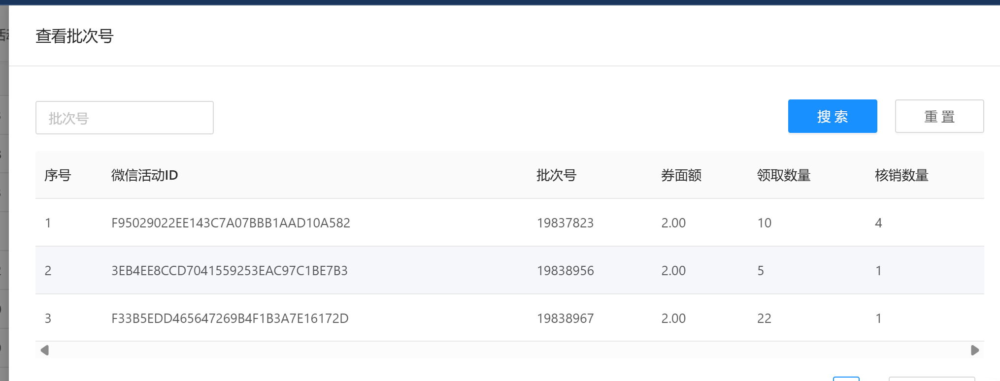 查看批次号
批次号
搜 索 重 置
序号 微信活动ID 批次号 券面额 领取数量 核销数量
1 F95029022EE143C7A07BBB1AAD10A582 19837823 2.00 10 4
2 3EB4EE8CCD7041559253EAC97C1BE7B3 19838956 2.00 5 1
3 F33B5EDD465647269B4F1B3A7E16172D 19838967 2.00 22 1